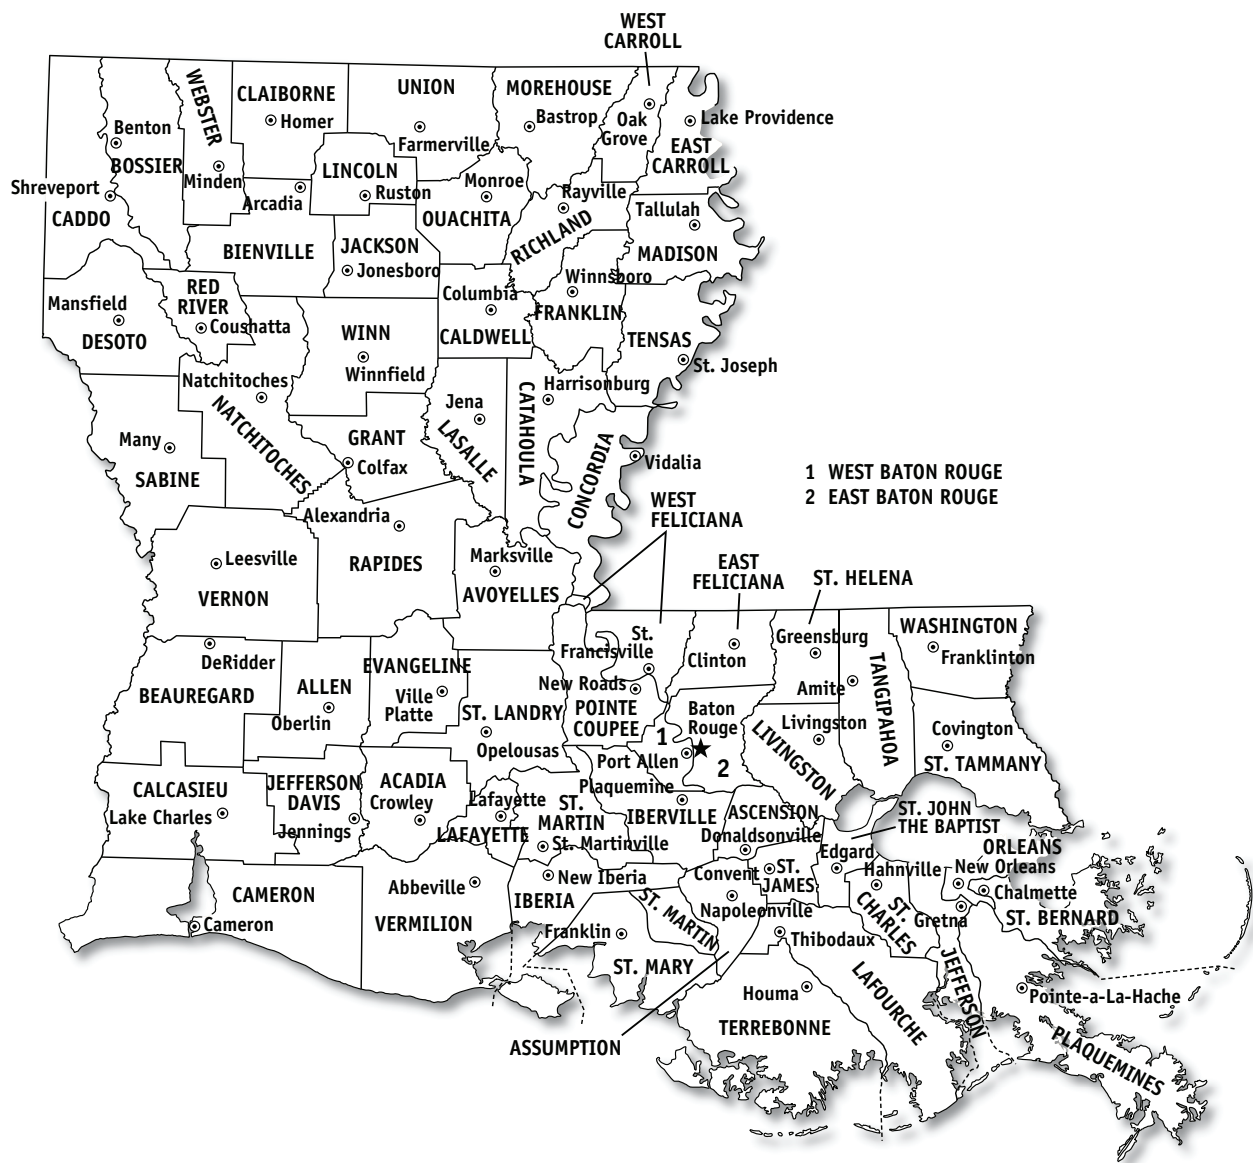 WEST
CARROLL
WEBSTER
CLAIBORNE
Homer
UNION
Farmerville
MOREHOUSE
Bastrop
Oak
Grove
Lake Providence
EAST
CARROLL
Benton
BOSSIER
Minden
Shreveport
CADDO
Arcadia
LINCOLN
Ruston
Monroe
OUACHITA
Rayville
RICHLAND
Tallulah
MADISON
BIENVILLE
JACKSON
Jonesboro
Winnsboro
FRANKLIN
Columbia
CALDWELL
RED
RIVER
Coushatta
Mansfield
DESOTO
WINN
Winnfield
TENSAS
St. Joseph
Natchitoches
NATCHITOCHES
Harrisonburg
CATAHOULA
Jena
LASALLE
GRANT
Colfax
CONCORDIA
Vidalia
Many
SABINE
1 WEST BATON ROUGE
2 EAST BATON ROUGE
WEST
FELICIANA
Alexandria
RAPIDES
Leesville
VERNON
Marksville
AVOYELLES
EAST
FELICIANA
ST. HELENA
St.
Francisville
Clinton
Greensburg
WASHINGTON
Franklinton
TANGIPAHOA
Amite
DeRidder
BEAUREGARD
ALLEN
Oberlin
EVANGELINE
Ville
Platte
ST. LANDRY
Opelousas
New Roads
POINTE
COUPEE
Baton
Rouge
1
2
Port Allen
LIVINGSTON
Livingston
Covington
ST. TAMMANY
CALCASIEU
Lake Charles
JEFFERSON
DAVIS
Jennings
ACADIA
Crowley
Lafayette
LAFAYETTE
ST.
MARTIN
St. Martinville
Plaquemine
IBERVILLE
ASCENSION
Donaldsonville
ST. JOHN
THE BAPTIST
Edgard
ORLEANS
New Orleans
Hahnville
Chalmette
ST. BERNARD
Convent
ST.
JAMES
ST.
CHARLES
Gretna
CAMERON
Cameron
Abbeville
VERMILION
New Iberia
IBERIA
Franklin
ST. MARTIN
Napoleonville
Thibodaux
ST. MARY
Houma
TERREBONNE
LAFOURCHE
JEFFERSON
Pointe-a-La-Hache
PLAQUEMINES
ASSUMPTION